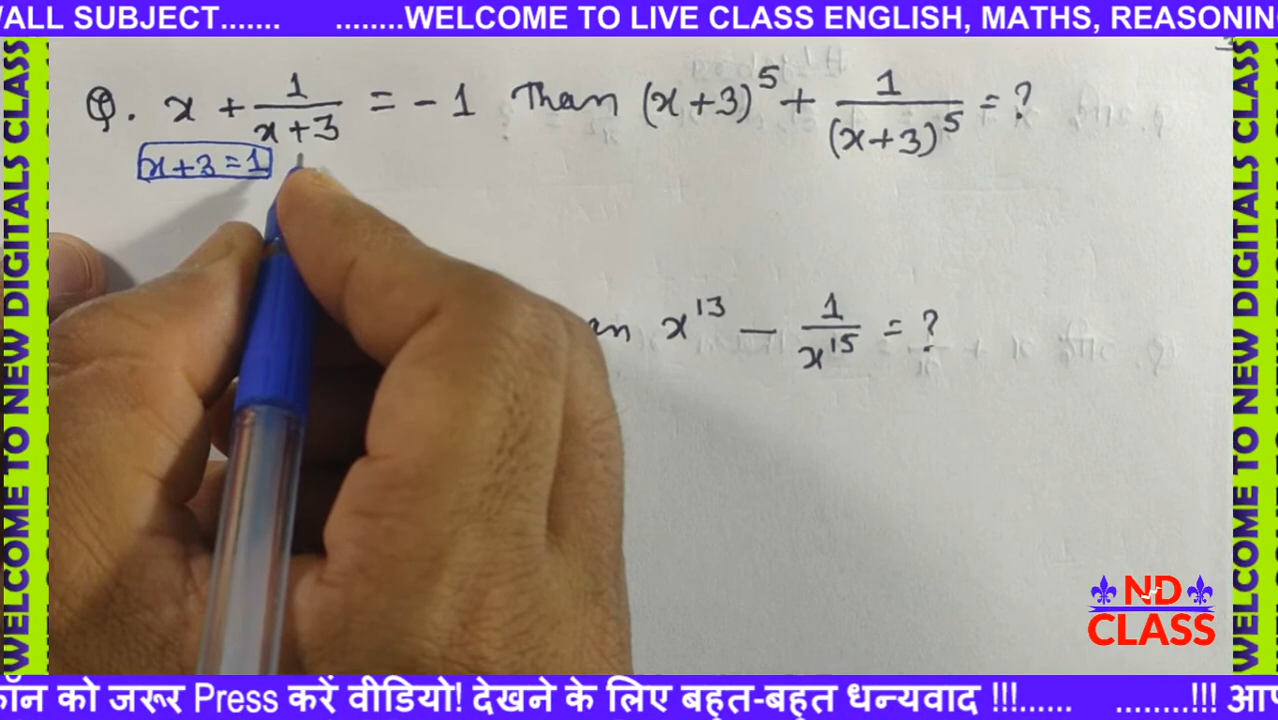 /ALL SUBJECT....... ........WELCOME TO LIVE CLASS ENGLISH, MATHS, REASONIN
WELCOME TO NEW DIGITALS CLASS
Q. x + 1/(x+3) = -1 Than (x+3)^5 + 1/(x+3)^5 = ?
x+3=1
x^13 - 1/x^15 = ?
ND
CLASS
WELCOME TO NEW DIGITALS CLASS
को जरूर Press करें वीडियो! देखने के लिए बहुत-बहुत धन्यवाद !!!...... ........!!!